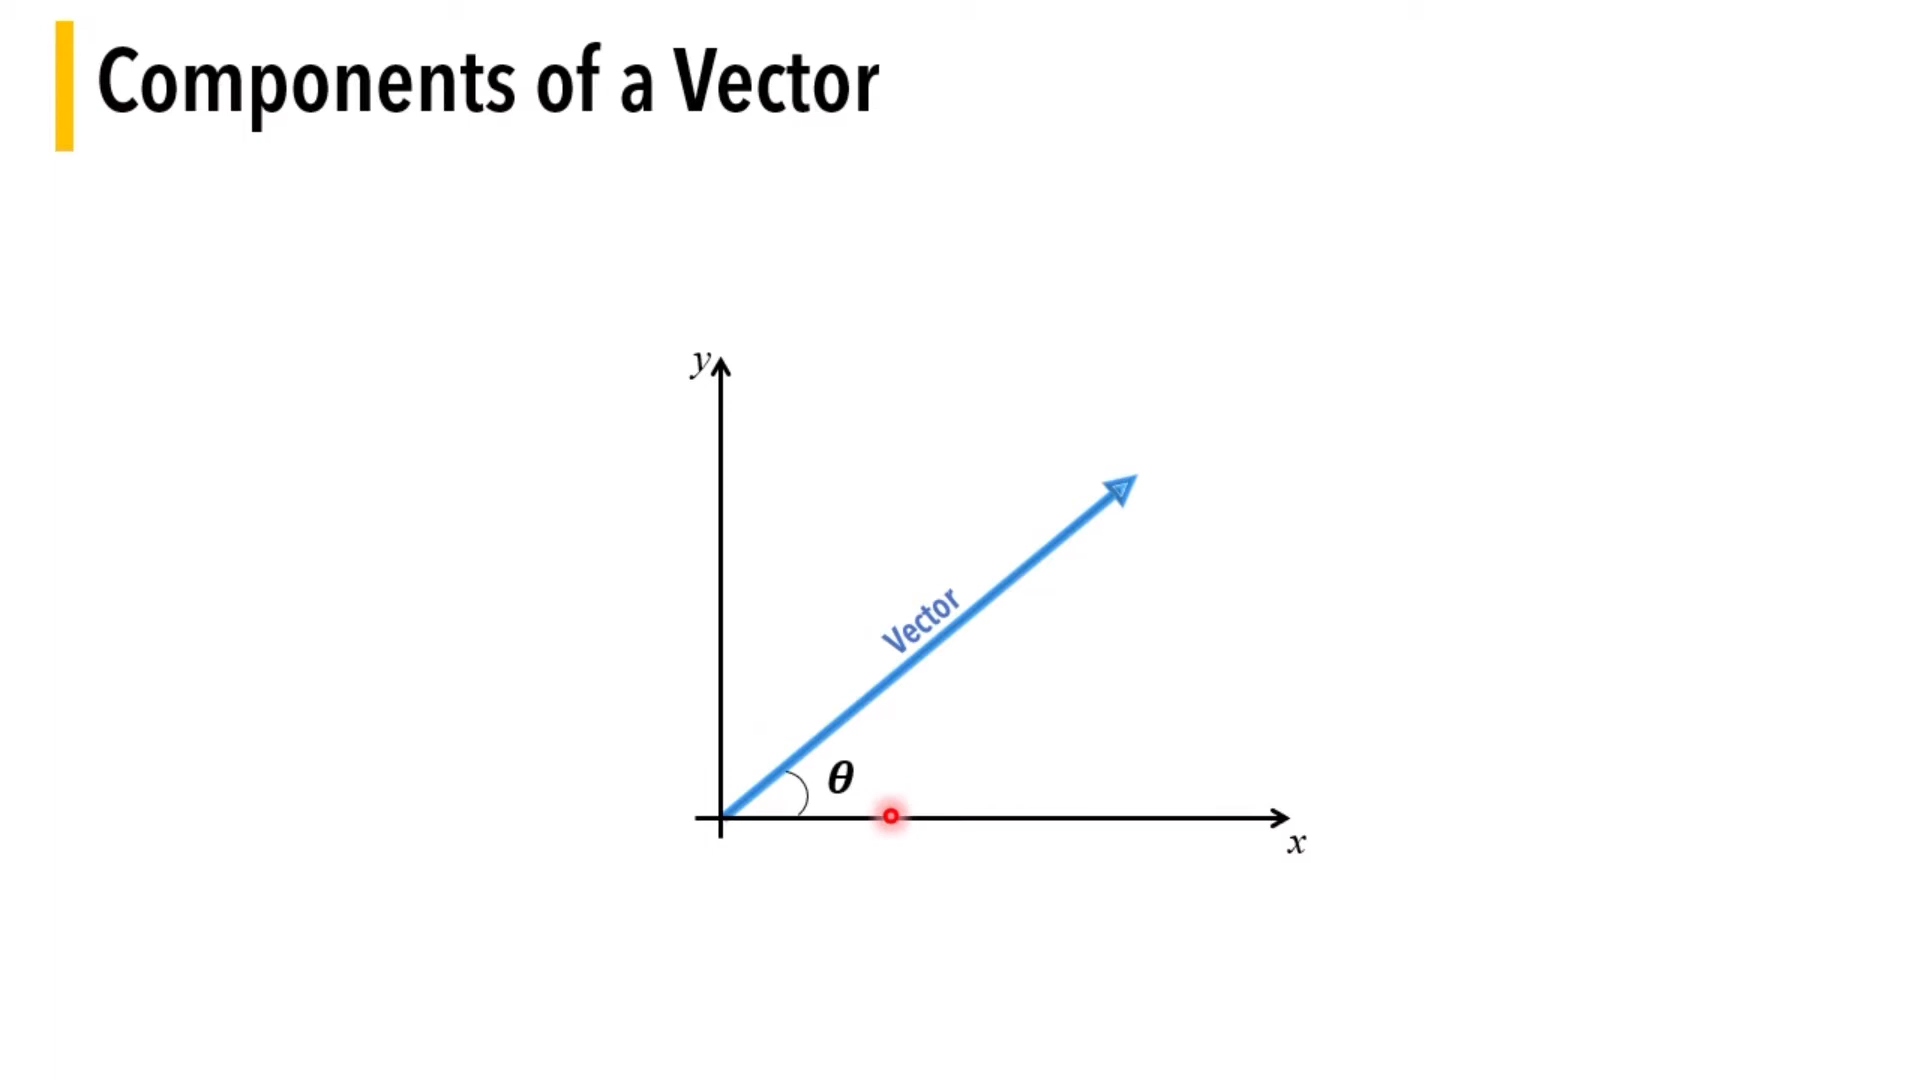 Components of a Vector
y
Vector
θ
x